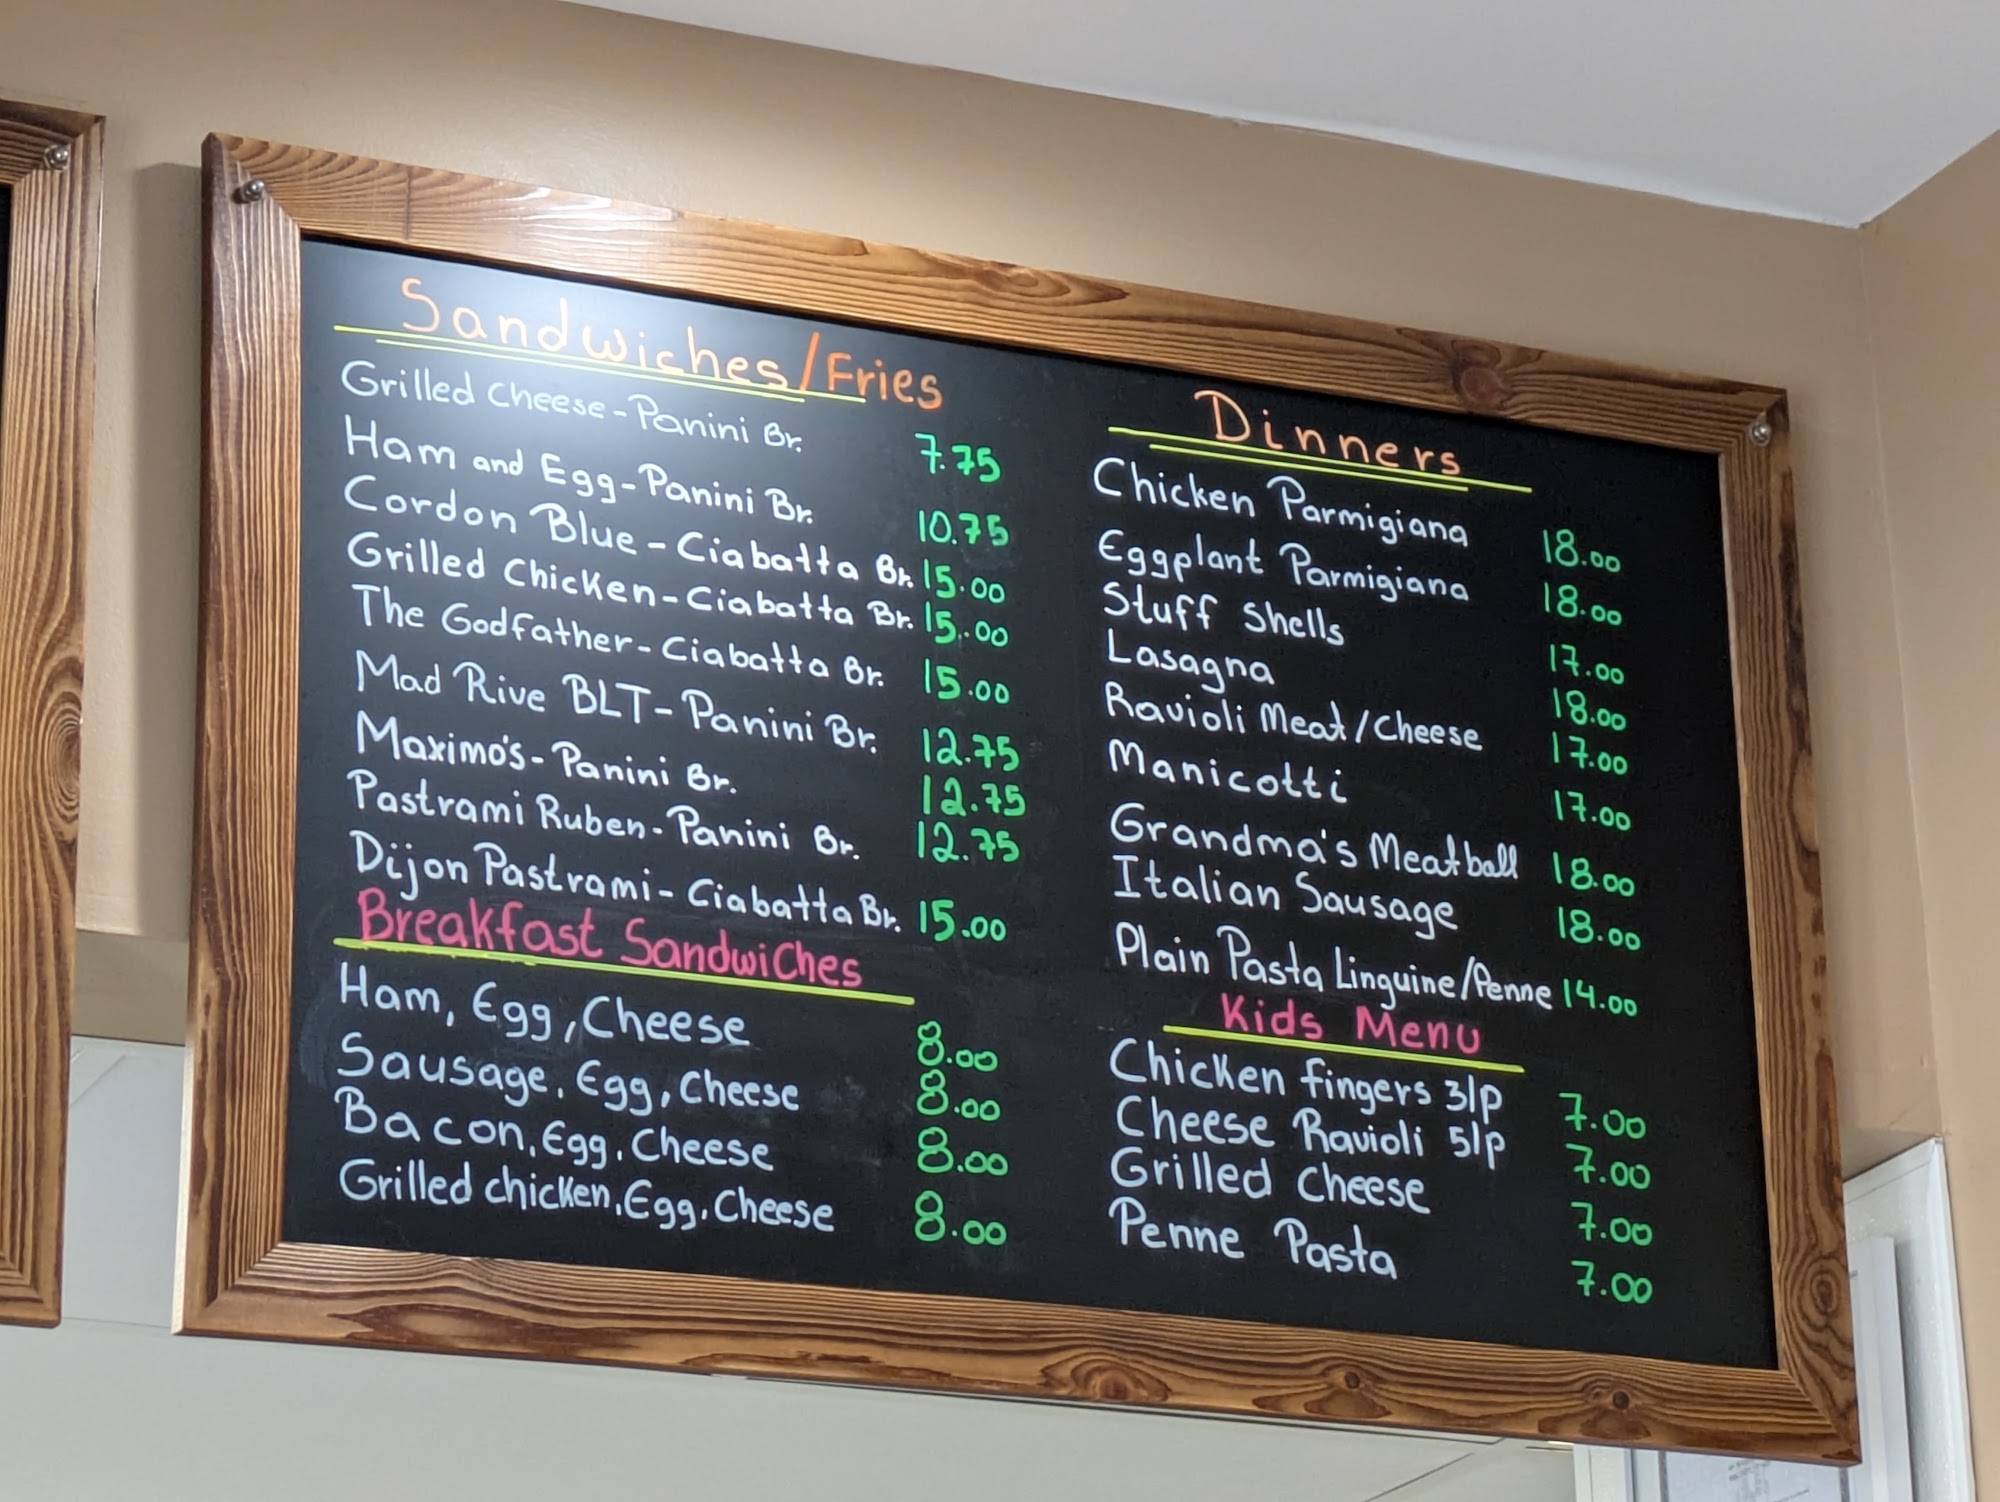 Sandwiches/Fries
Grilled Cheese-Panini Br. 7.75
Ham and Egg-Panini Br. 10.75
Cordon Blue-Ciabatta Br. 15.00
Grilled Chicken-Ciabatta Br. 15.00
The Godfather-Ciabatta Br. 15.00
Mad Rive BLT-Panini Br. 12.75
Maximo's-Panini Br. 12.75
Pastrami Ruben-Panini Br. 12.75
Dijon Pastrami-Ciabatta Br. 15.00
Breakfast Sandwiches
Ham, Egg, Cheese 8.00
Sausage, Egg, Cheese 8.00
Bacon, Egg, Cheese 8.00
Grilled chicken, Egg, Cheese 8.00
Dinners
Chicken Parmigiana 18.00
Eggplant Parmigiana 18.00
Stuff Shells 17.00
Lasagna 18.00
Ravioli Meat/Cheese 17.00
Manicotti 17.00
Grandma's Meatball 18.00
Italian Sausage 18.00
Plain Pasta Linguine/Penne 14.00
Kids Menu
Chicken fingers 3/p 7.00
Cheese Ravioli 5/p 7.00
Grilled Cheese 7.00
Penne Pasta 7.00